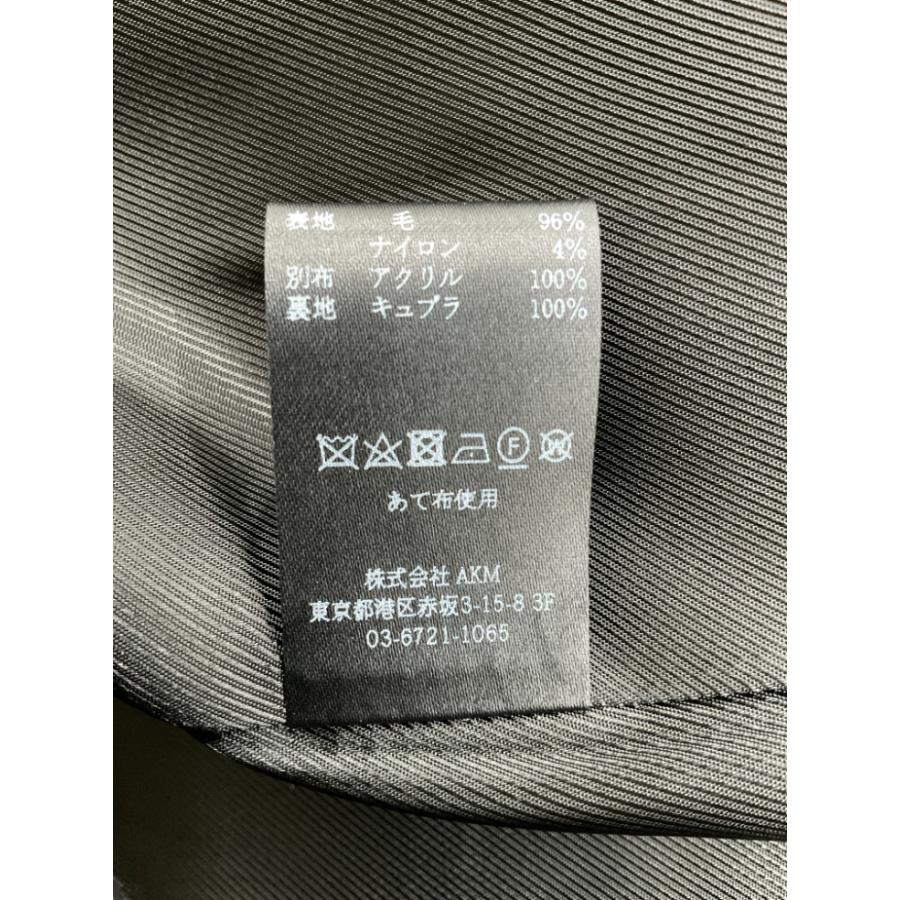 表地 毛 96%
ナイロン 4%
別布 アクリル 100%
裏地 キュプラ 100%
F W
あて布使用
株式会社 AKM
東京都港区赤坂3-15-8 3F
03-6721-1065